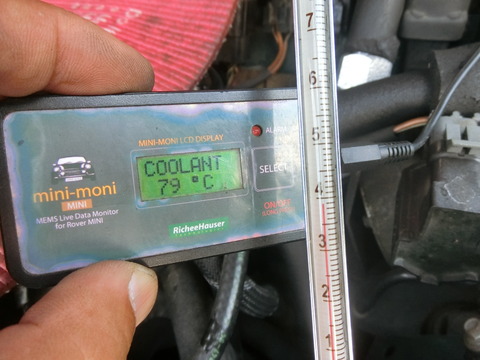 MINI-MONI LCD DISPLAY
ALARM
COOLANT
79 °C
SELECT
mini-moni
MINI
MEMS Live Data Monitor
for Rover MINI
RicheeHauser
7
6
5
4
3
2
1